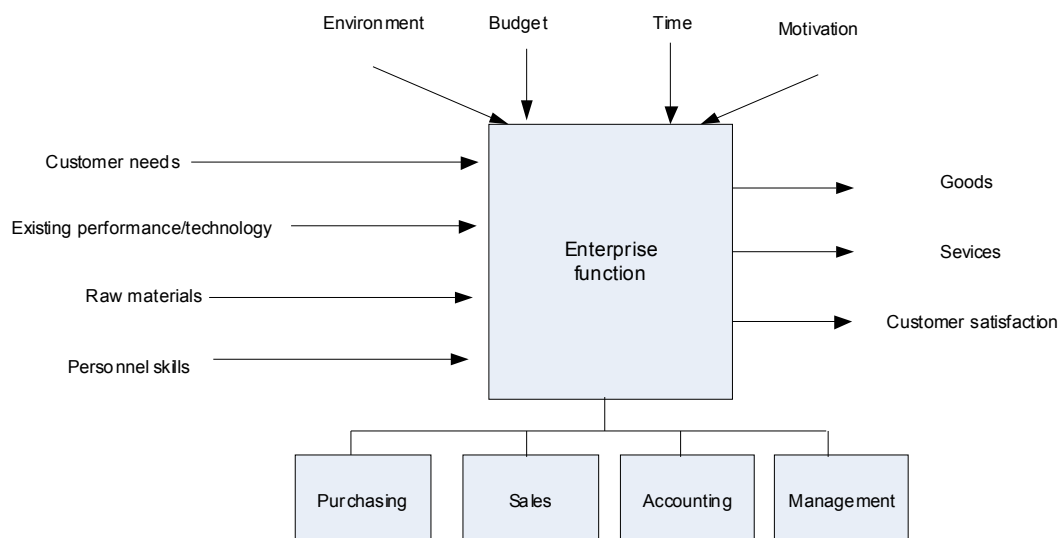 Environment
Budget
Time
Motivation
Customer needs
Existing performance/technology
Raw materials
Personnel skills
Enterprise
function
Goods
Sevices
Customer satisfaction
Purchasing
Sales
Accounting
Management